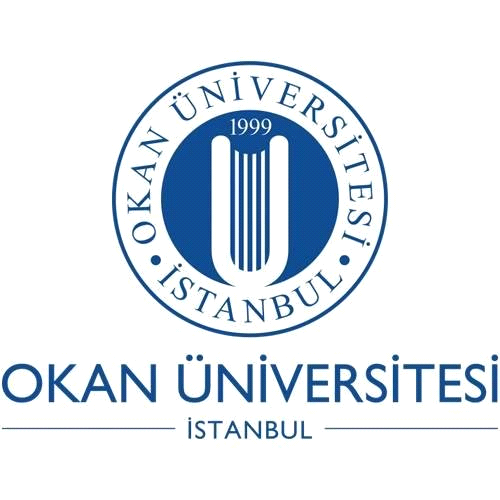 OKAN ÜNİVERSİTESİ
1999
• İSTANBUL •
OKAN ÜNİVERSİTESİ
İSTANBUL